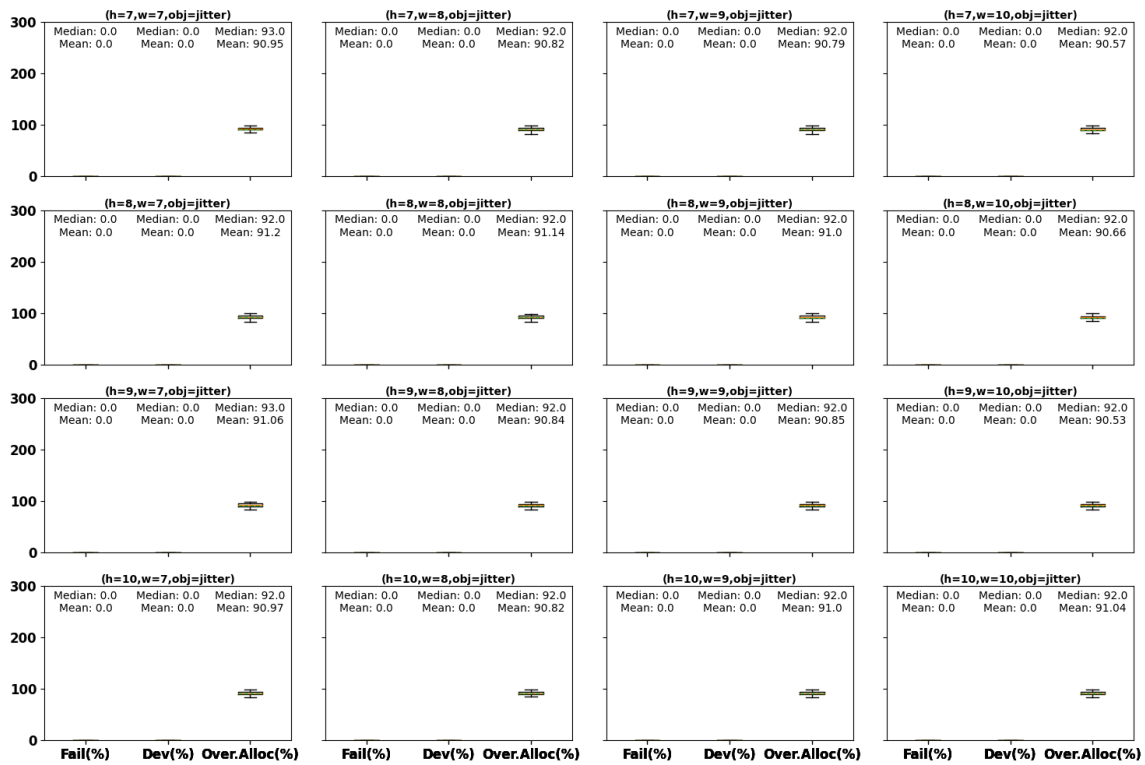 (h=7,w=7,obj=jitter) (h=7,w=8,obj=jitter) (h=7,w=9,obj=jitter) (h=7,w=10,obj=jitter)
300
Median: 0.0 Median: 0.0 Median: 93.0 Median: 0.0 Median: 0.0 Median: 92.0 Median: 0.0 Median: 0.0 Median: 92.0 Median: 0.0 Median: 0.0 Median: 92.0
Mean: 0.0 Mean: 0.0 Mean: 90.95 Mean: 0.0 Mean: 0.0 Mean: 90.82 Mean: 0.0 Mean: 0.0 Mean: 90.79 Mean: 0.0 Mean: 0.0 Mean: 90.57
200
100
0
(h=8,w=7,obj=jitter) (h=8,w=8,obj=jitter) (h=8,w=9,obj=jitter) (h=8,w=10,obj=jitter)
300
Median: 0.0 Median: 0.0 Median: 92.0 Median: 0.0 Median: 0.0 Median: 92.0 Median: 0.0 Median: 0.0 Median: 92.0 Median: 0.0 Median: 0.0 Median: 92.0
Mean: 0.0 Mean: 0.0 Mean: 91.2 Mean: 0.0 Mean: 0.0 Mean: 91.14 Mean: 0.0 Mean: 0.0 Mean: 91.0 Mean: 0.0 Mean: 0.0 Mean: 90.66
200
100
0
(h=9,w=7,obj=jitter) (h=9,w=8,obj=jitter) (h=9,w=9,obj=jitter) (h=9,w=10,obj=jitter)
300
Median: 0.0 Median: 0.0 Median: 93.0 Median: 0.0 Median: 0.0 Median: 92.0 Median: 0.0 Median: 0.0 Median: 92.0 Median: 0.0 Median: 0.0 Median: 92.0
Mean: 0.0 Mean: 0.0 Mean: 91.06 Mean: 0.0 Mean: 0.0 Mean: 90.84 Mean: 0.0 Mean: 0.0 Mean: 90.85 Mean: 0.0 Mean: 0.0 Mean: 90.53
200
100
0
(h=10,w=7,obj=jitter) (h=10,w=8,obj=jitter) (h=10,w=9,obj=jitter) (h=10,w=10,obj=jitter)
300
Median: 0.0 Median: 0.0 Median: 92.0 Median: 0.0 Median: 0.0 Median: 92.0 Median: 0.0 Median: 0.0 Median: 92.0 Median: 0.0 Median: 0.0 Median: 92.0
Mean: 0.0 Mean: 0.0 Mean: 90.97 Mean: 0.0 Mean: 0.0 Mean: 90.82 Mean: 0.0 Mean: 0.0 Mean: 91.0 Mean: 0.0 Mean: 0.0 Mean: 91.04
200
100
0
Fail(%) Dev(%) Over.Alloc(%) Fail(%) Dev(%) Over.Alloc(%) Fail(%) Dev(%) Over.Alloc(%) Fail(%) Dev(%) Over.Alloc(%)